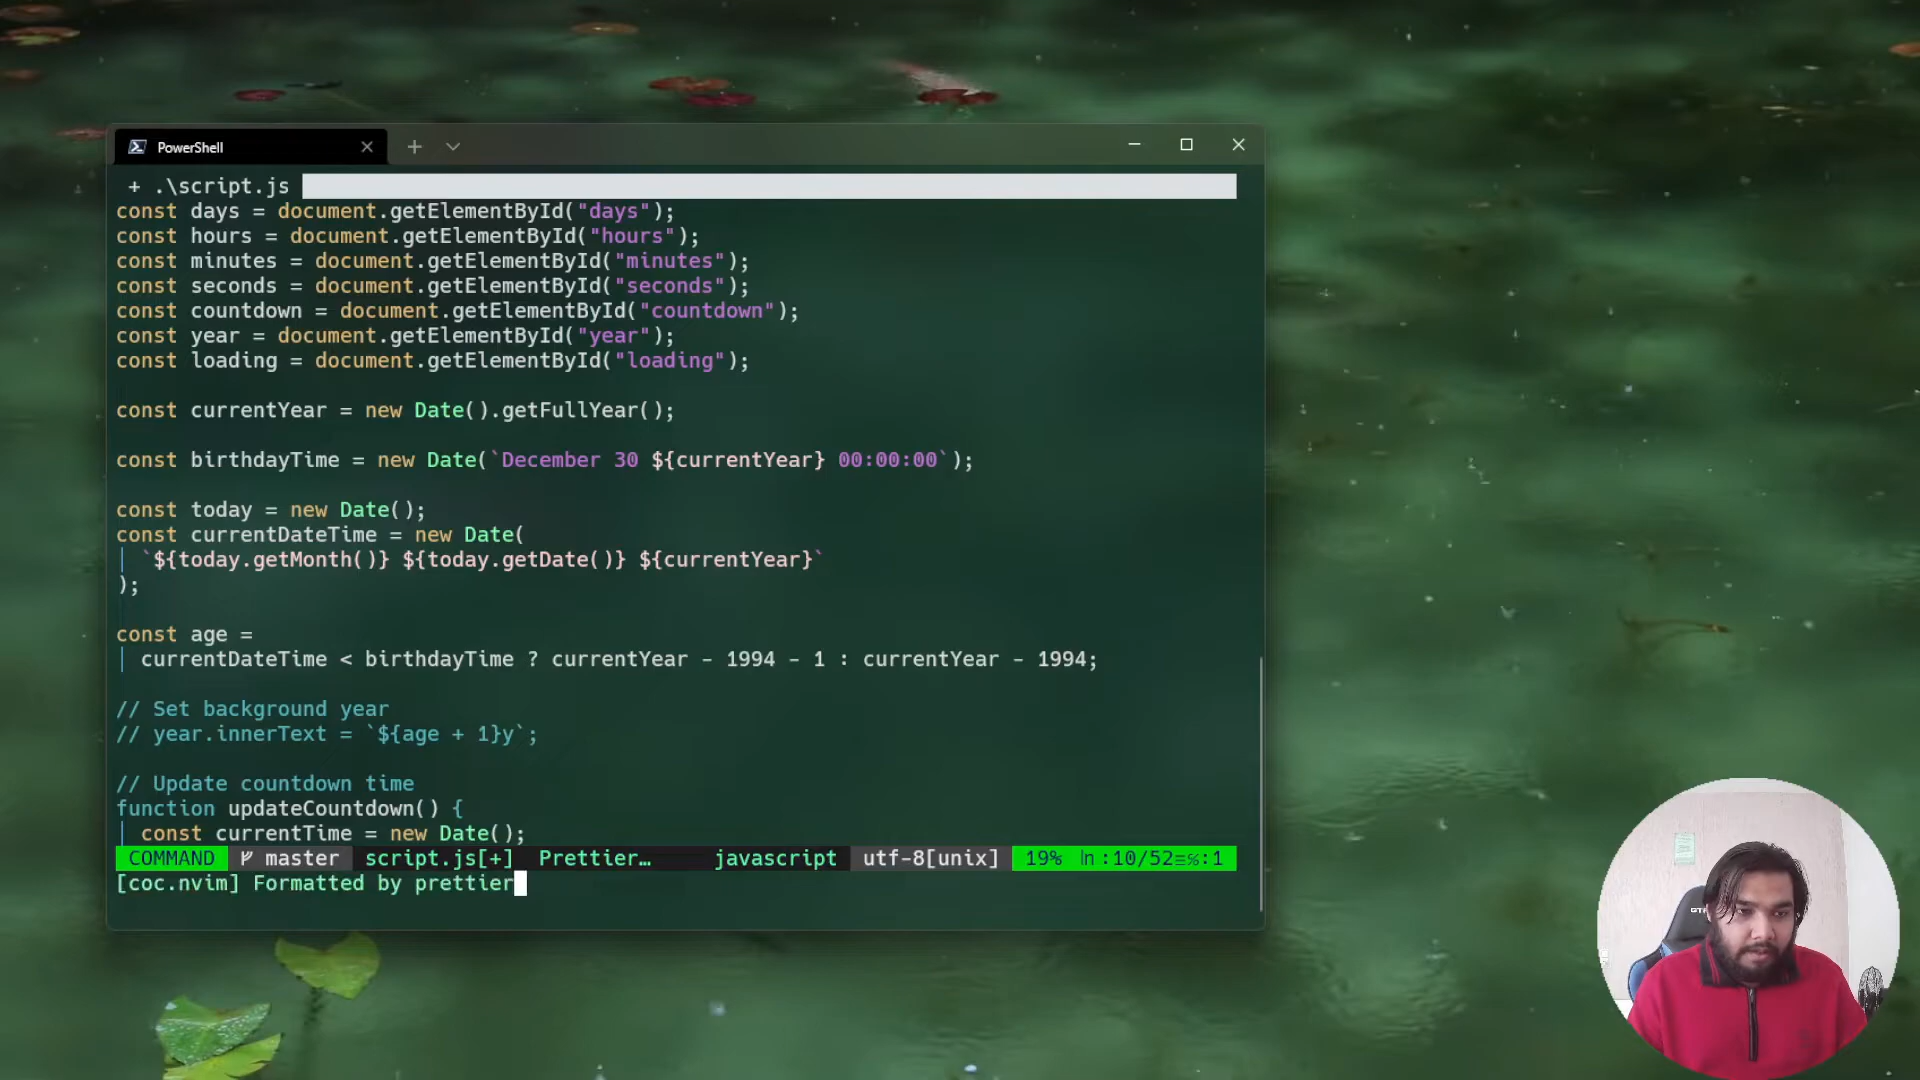 PowerShell
+ .\script.js
const days = document.getElementById("days");
const hours = document.getElementById("hours");
const minutes = document.getElementById("minutes");
const seconds = document.getElementById("seconds");
const countdown = document.getElementById("countdown");
const year = document.getElementById("year");
const loading = document.getElementById("loading");
const currentYear = new Date().getFullYear();
const birthdayTime = new Date(`December 30 ${currentYear} 00:00:00`);
const today = new Date();
const currentDateTime = new Date(
`${today.getMonth()} ${today.getDate()} ${currentYear}`
);
const age =
currentDateTime < birthdayTime ? currentYear - 1994 - 1 : currentYear - 1994;
// Set background year
// year.innerText = `${age + 1}y`;
// Update countdown time
function updateCountdown() {
const currentTime = new Date();
COMMAND master script.js[+] Prettier… javascript utf-8[unix] 19% ㏑:10/52≡℅:1
[coc.nvim] Formatted by prettier